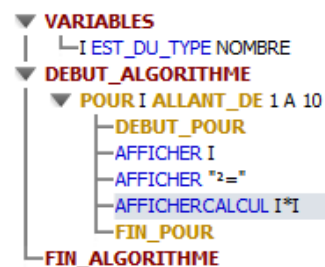 VARIABLES
I EST_DU_TYPE NOMBRE
DEBUT_ALGORITHME
POUR I ALLANT_DE 1 A 10
DEBUT_POUR
AFFICHER I
AFFICHER "²="
AFFICHERCALCUL I*I
FIN_POUR
FIN_ALGORITHME